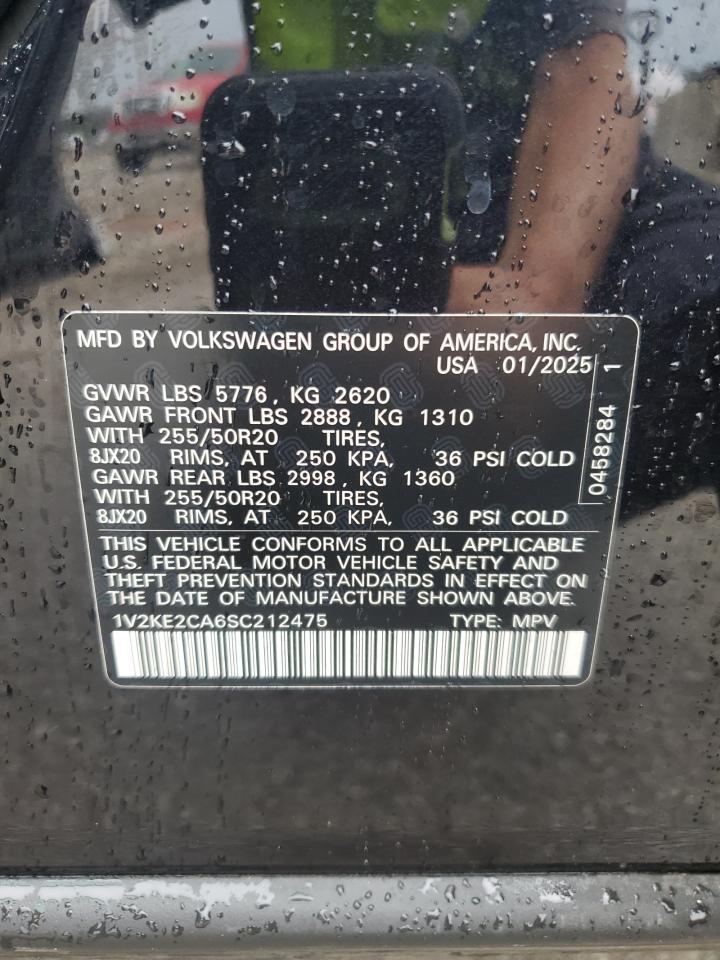 MFD BY VOLKSWAGEN GROUP OF AMERICA, INC.
USA 01/2025
GVWR LBS 5776, KG 2620
GAWR FRONT LBS 2888, KG 1310
WITH 255/50R20 TIRES,
8JX20 RIMS, AT 250 KPA, 36 PSI COLD
GAWR REAR LBS 2998, KG 1360
WITH 255/50R20 TIRES,
8JX20 RIMS, AT 250 KPA, 36 PSI COLD
0458284 1
THIS VEHICLE CONFORMS TO ALL APPLICABLE
U.S. FEDERAL MOTOR VEHICLE SAFETY AND
THEFT PREVENTION STANDARDS IN EFFECT ON
THE DATE OF MANUFACTURE SHOWN ABOVE.
1V2KE2CA6SC212475 TYPE: MPV